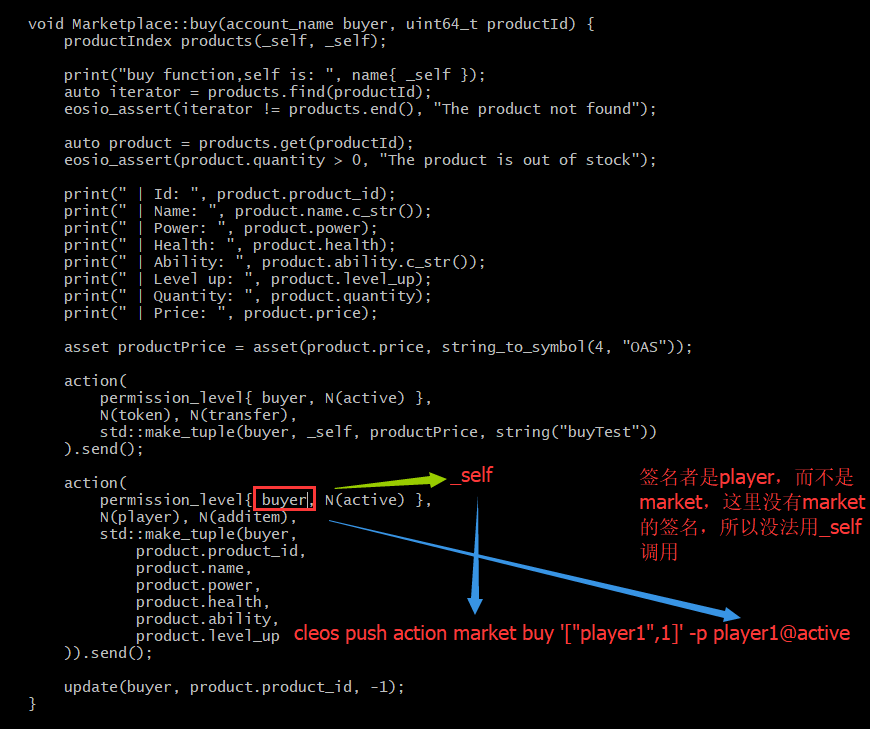 void Marketplace::buy(account_name buyer, uint64_t productId) {
    productIndex products(_self, _self);

    print("buy function,self is: ", name{ _self });
    auto iterator = products.find(productId);
    eosio_assert(iterator != products.end(), "The product not found");

    auto product = products.get(productId);
    eosio_assert(product.quantity > 0, "The product is out of stock");

    print(" | Id: ", product.product_id);
    print(" | Name: ", product.name.c_str());
    print(" | Power: ", product.power);
    print(" | Health: ", product.health);
    print(" | Ability: ", product.ability.c_str());
    print(" | Level up: ", product.level_up);
    print(" | Quantity: ", product.quantity);
    print(" | Price: ", product.price);

    asset productPrice = asset(product.price, string_to_symbol(4, "OAS"));

    action(
        permission_level{ buyer, N(active) },
        N(token), N(transfer),
        std::make_tuple(buyer, _self, productPrice, string("buyTest"))
    ).send();

    action(
        permission_level{ buyer, N(active) },
        N(player), N(additem),
        std::make_tuple(buyer,
            product.product_id,
            product.name,
            product.power,
            product.health,
            product.ability,
            product.level_up
    )).send();

    update(buyer, product.product_id, -1);
}
_self
签名者是player，而不是
market，这里没有market
的签名，所以没法用_self
调用
cleos push action market buy '["player1",1]' -p player1@active